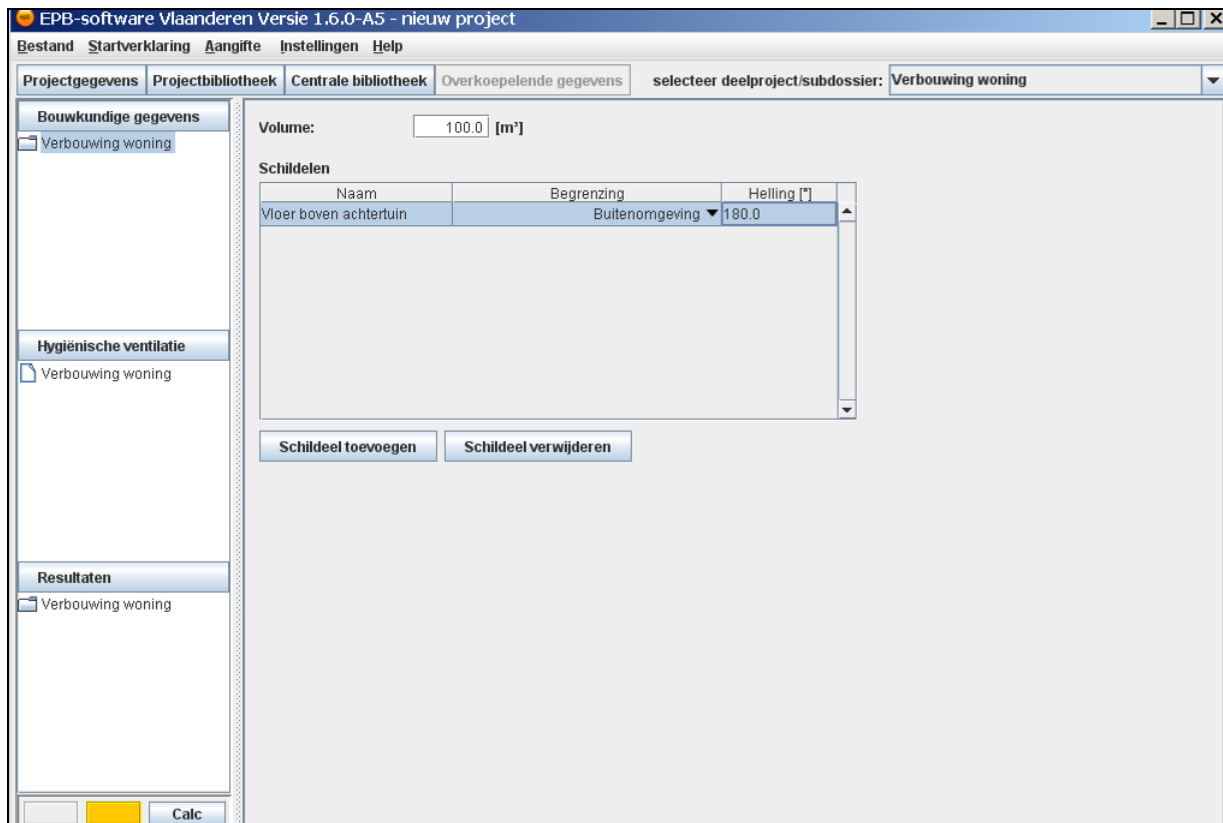 EPB-software Vlaanderen Versie 1.6.0-A5 - nieuw project
Bestand Startverklaring Aangifte Instellingen Help
Projectgegevens Projectbibliotheek Centrale bibliotheek Overkoepelende gegevens selecteer deelproject/subdossier: Verbouwing woning
Bouwkundige gegevens
Verbouwing woning
Volume: 100.0 [m³]
Schildelen
Naam Begrenzing Helling [°]
Vloer boven achtertuin Buitenomgeving 180.0
Schildeel toevoegen Schildeel verwijderen
Hygiënische ventilatie
Verbouwing woning
Resultaten
Verbouwing woning
Calc